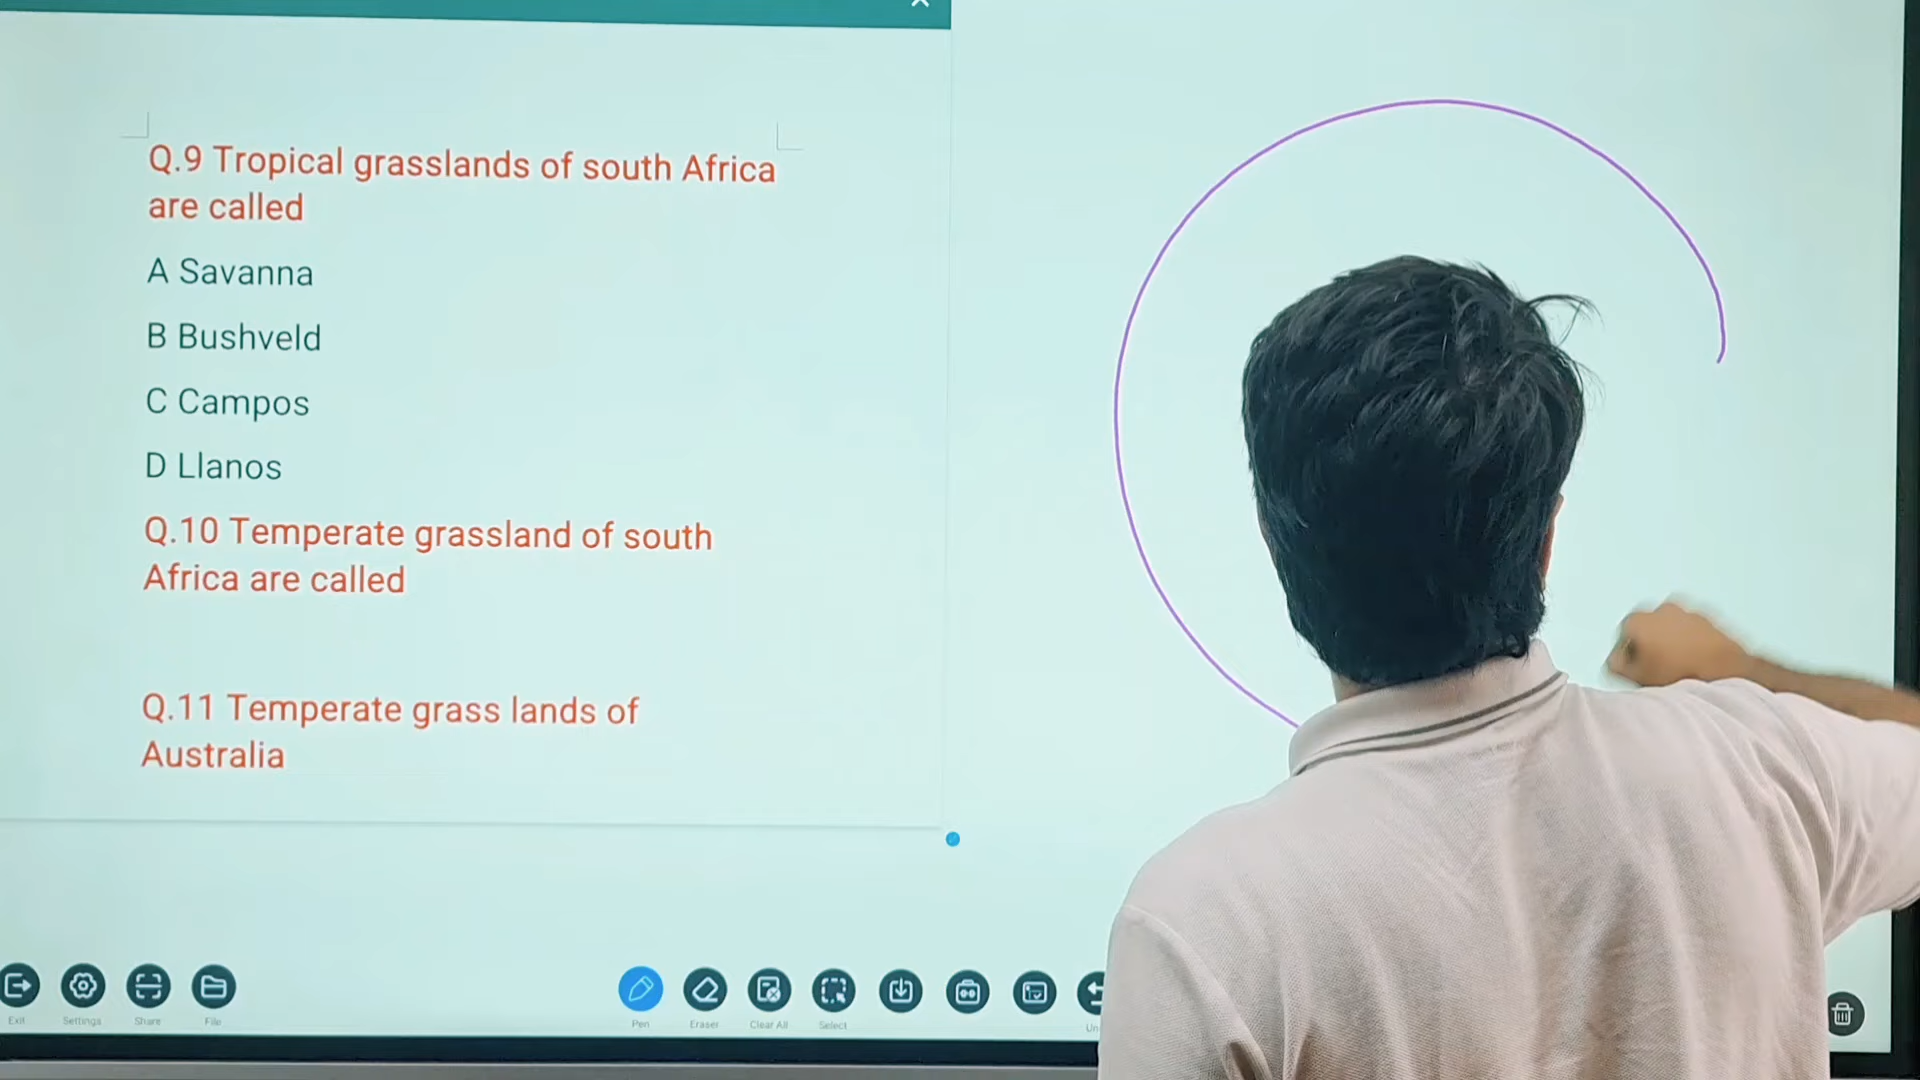 Q.9 Tropical grasslands of south Africa
are called
A Savanna
B Bushveld
C Campos
D Llanos
Q.10 Temperate grassland of south
Africa are called
Q.11 Temperate grass lands of
Australia
Exit Settings Share File Pen Eraser Clear All Select Un